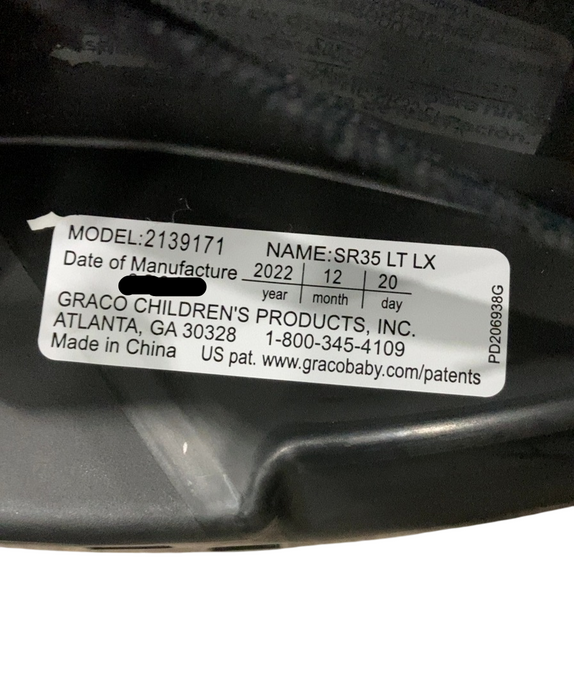 MODEL:2139171 NAME:SR35 LT LX
Date of Manufacture 2022 12 20
year month day
GRACO CHILDREN'S PRODUCTS, INC.
ATLANTA, GA 30328 1-800-345-4109
Made in China US pat. www.gracobaby.com/patents
PD206938G